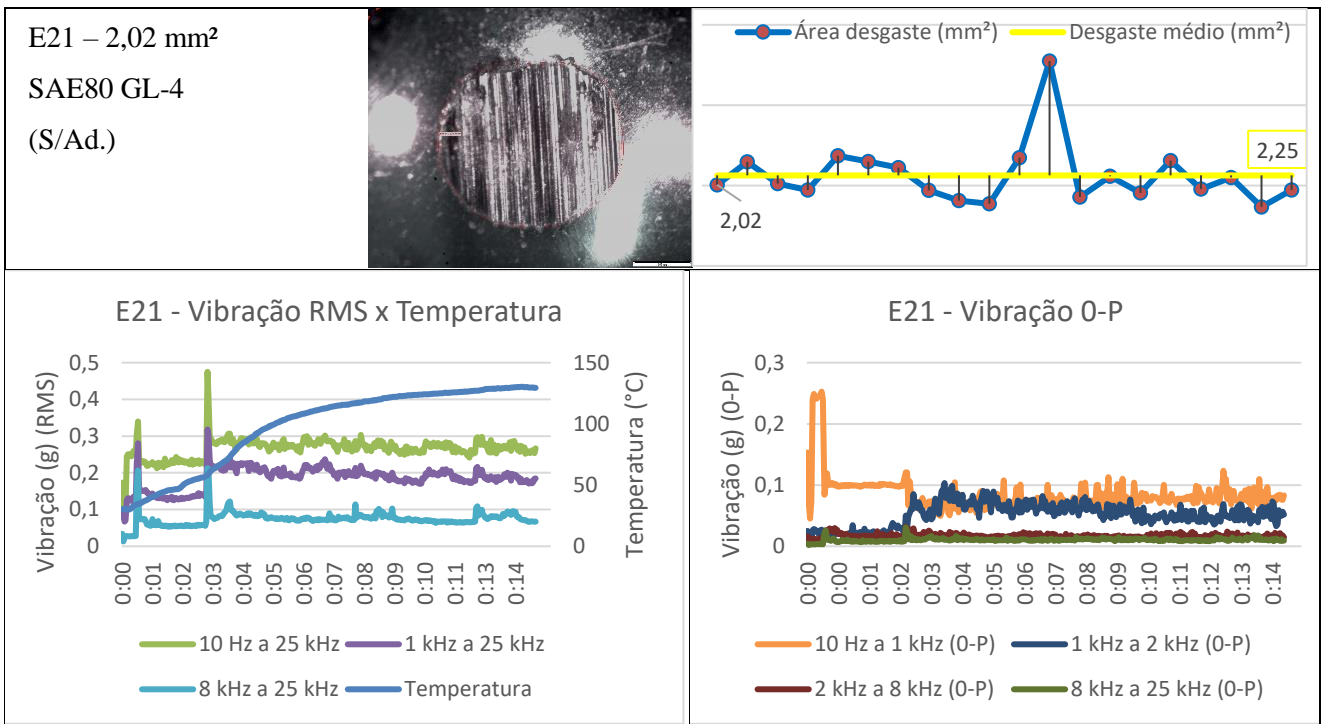 E21 – 2,02 mm²
SAE80 GL-4
(S/Ad.)
Área desgaste (mm²) Desgaste médio (mm²)
2,25
2,02
E21 - Vibração RMS x Temperatura
Vibração (g) (RMS)
0,5
0,4
0,3
0,2
0,1
0
150
100
50
0
Temperatura (°C)
0:00 0:01 0:02 0:03 0:04 0:05 0:06 0:07 0:08 0:09 0:10 0:11 0:13 0:14
10 Hz a 25 kHz 1 kHz a 25 kHz
8 kHz a 25 kHz Temperatura
E21 - Vibração 0-P
Vibração (g) (0-P)
0,3
0,2
0,1
0
0:00 0:01 0:02 0:03 0:04 0:05 0:06 0:07 0:08 0:09 0:10 0:11 0:12 0:13 0:14
10 Hz a 1 kHz (0-P) 1 kHz a 2 kHz (0-P)
2 kHz a 8 kHz (0-P) 8 kHz a 25 kHz (0-P)